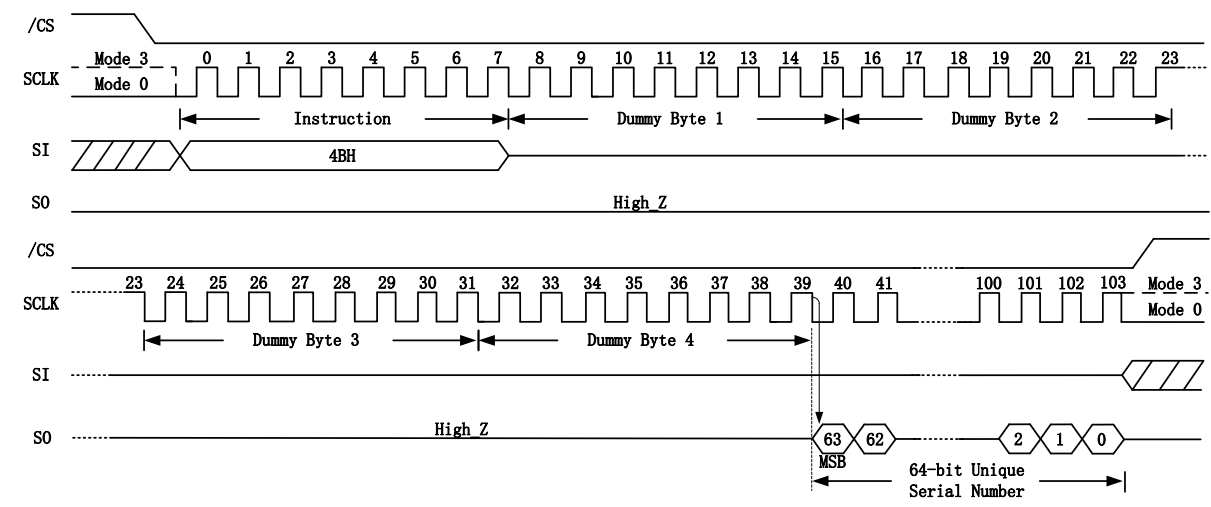 /CS
Mode 3 0 1 2 3 4 5 6 7 8 9 10 11 12 13 14 15 16 17 18 19 20 21 22 23
SCLK
Mode 0
Instruction Dummy Byte 1 Dummy Byte 2
SI 4BH
SO High_Z
/CS
23 24 25 26 27 28 29 30 31 32 33 34 35 36 37 38 39 40 41 100 101 102 103 Mode 3
SCLK
Mode 0
Dummy Byte 3 Dummy Byte 4
SI
SO High_Z 63 62 2 1 0
MSB
64-bit Unique
Serial Number